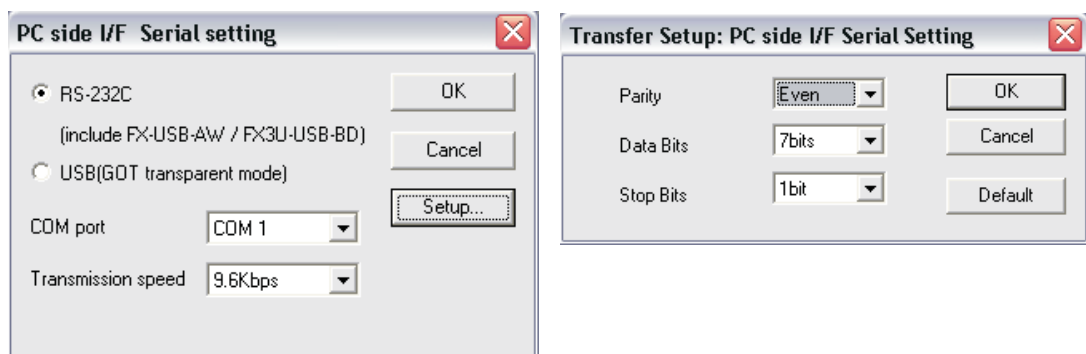 PC side I/F Serial setting
RS-232C
(include FX-USB-AW / FX3U-USB-BD)
USB(GOT transparent mode)
COM port
COM 1
Transmission speed
9.6Kbps
OK
Cancel
Setup...
Transfer Setup: PC side I/F Serial Setting
Parity
Even
Data Bits
7bits
Stop Bits
1bit
OK
Cancel
Default